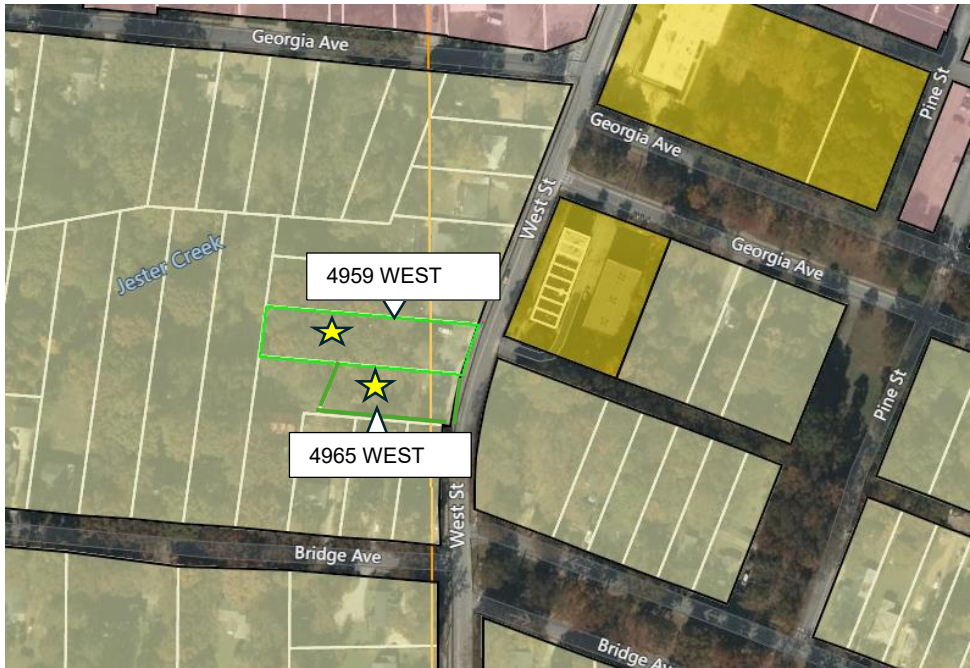 Georgia Ave
Pine St
Georgia Ave
West St
Jester Creek
Georgia Ave
4959 WEST
4965 WEST
Pine St
West St
Bridge Ave
Bridge Ave